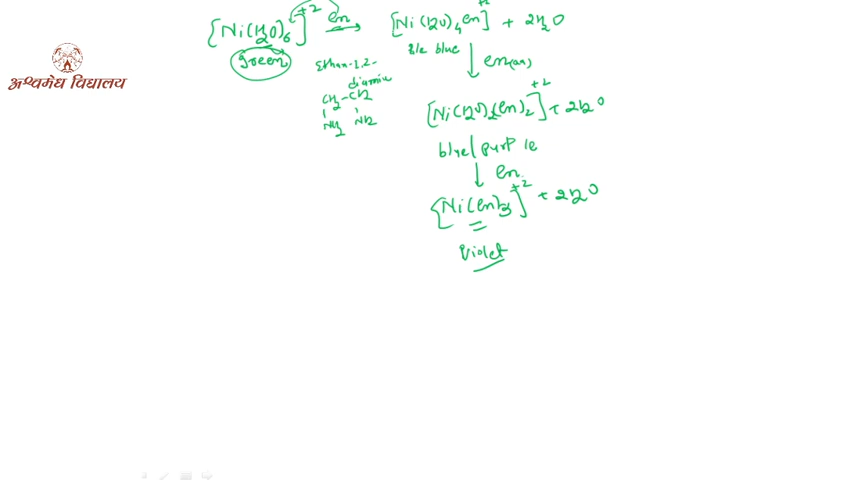 [Ni(H2O)6]+2 en → [Ni(H2O)4en]+2 + 2H2O
green
blue
Ethan-1,2-
diamine
en(aq)
CH2-CH2
NH2 NH2
[Ni(H2O)2(en)2]+2 + 2H2O
blue/purple
en
[Ni(en)3]+2 + 2H2O
violet
अश्वमेध विद्यालय